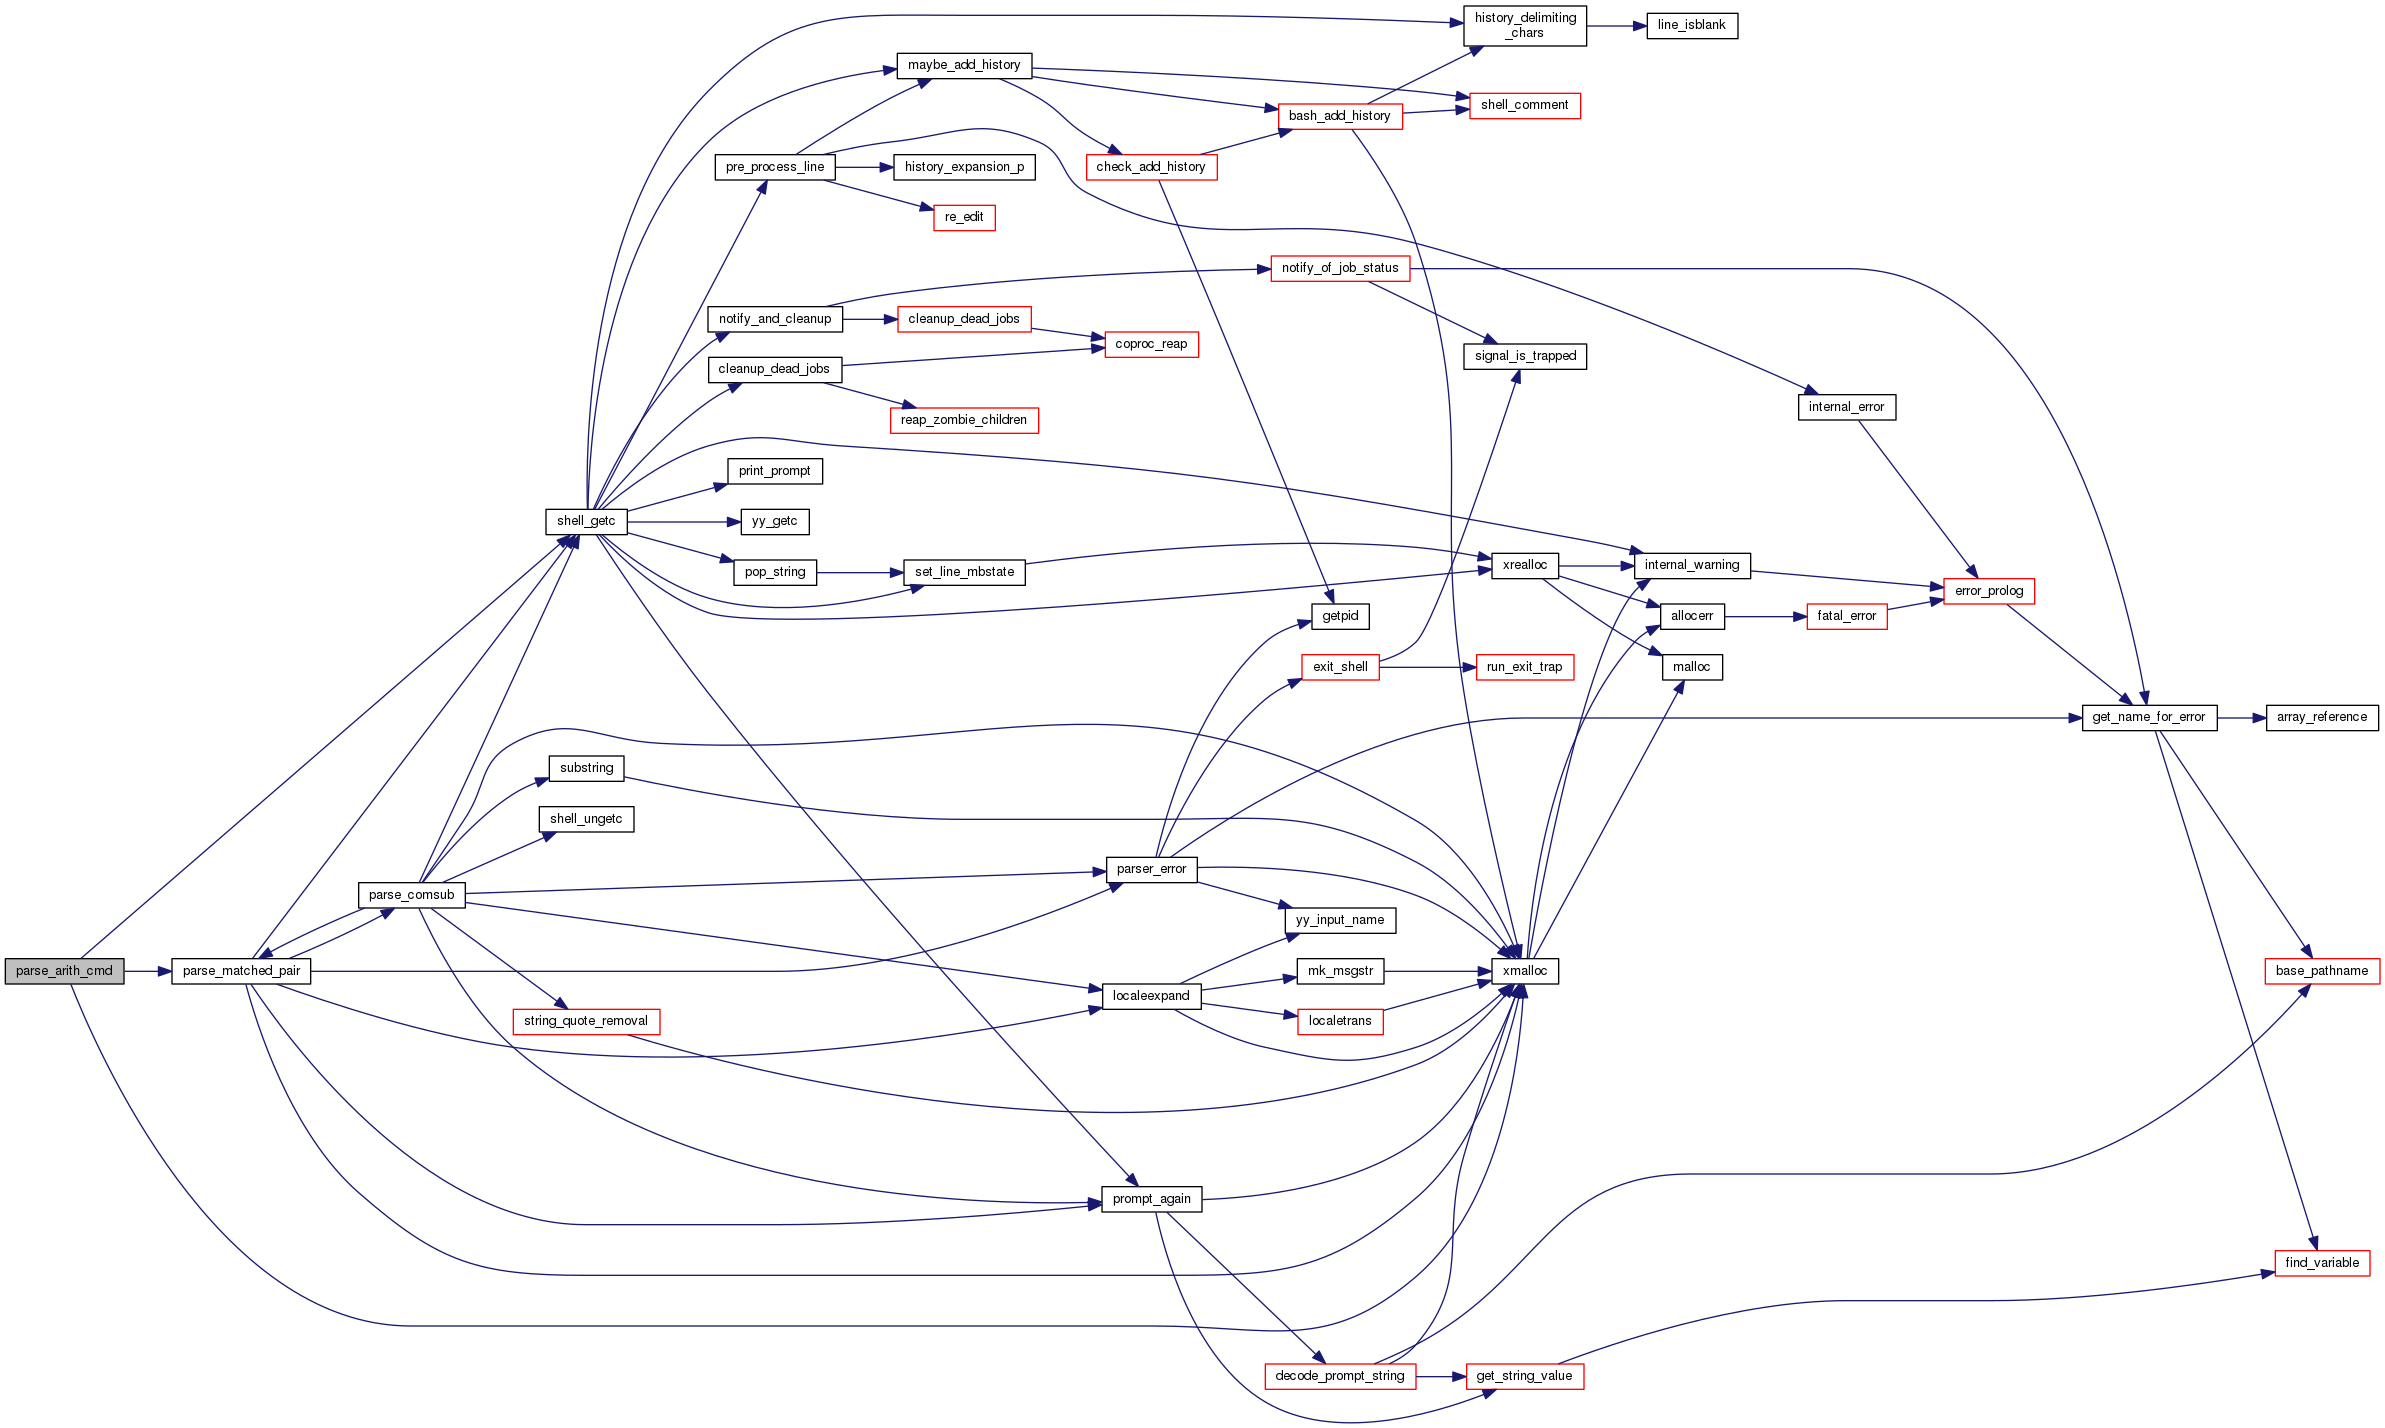 history_delimiting
_chars
line_isblank
maybe_add_history
shell_comment
bash_add_history
pre_process_line
history_expansion_p
check_add_history
re_edit
notify_of_job_status
notify_and_cleanup
cleanup_dead_jobs
coproc_reap
signal_is_trapped
cleanup_dead_jobs
internal_error
reap_zombie_children
print_prompt
shell_getc
yy_getc
pop_string
set_line_mbstate
xrealloc
internal_warning
error_prolog
getpid
allocerr
fatal_error
exit_shell
run_exit_trap
malloc
get_name_for_error
array_reference
substring
shell_ungetc
parser_error
parse_comsub
yy_input_name
parse_arith_cmd
parse_matched_pair
mk_msgstr
xmalloc
base_pathname
localeexpand
string_quote_removal
localetrans
prompt_again
find_variable
decode_prompt_string
get_string_value